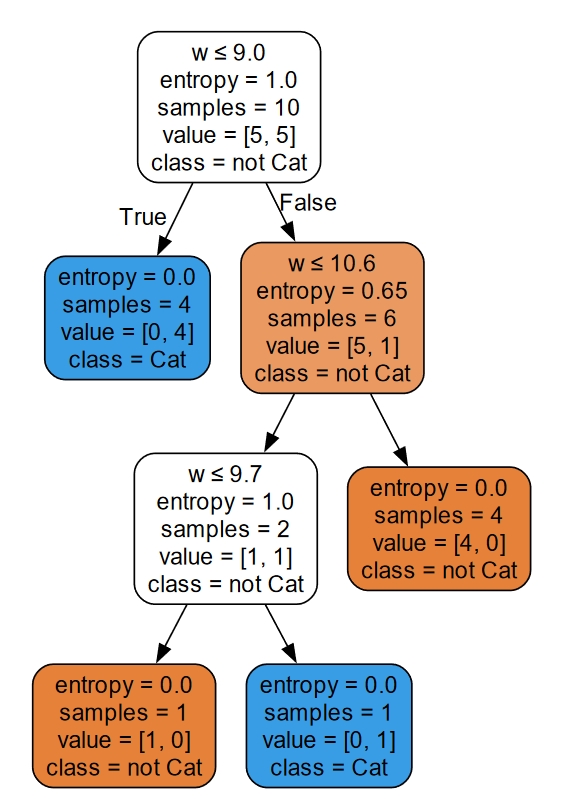 w ≤ 9.0
entropy = 1.0
samples = 10
value = [5, 5]
class = not Cat
True
False
entropy = 0.0
samples = 4
value = [0, 4]
class = Cat
w ≤ 10.6
entropy = 0.65
samples = 6
value = [5, 1]
class = not Cat
w ≤ 9.7
entropy = 1.0
samples = 2
value = [1, 1]
class = not Cat
entropy = 0.0
samples = 4
value = [4, 0]
class = not Cat
entropy = 0.0
samples = 1
value = [1, 0]
class = not Cat
entropy = 0.0
samples = 1
value = [0, 1]
class = Cat